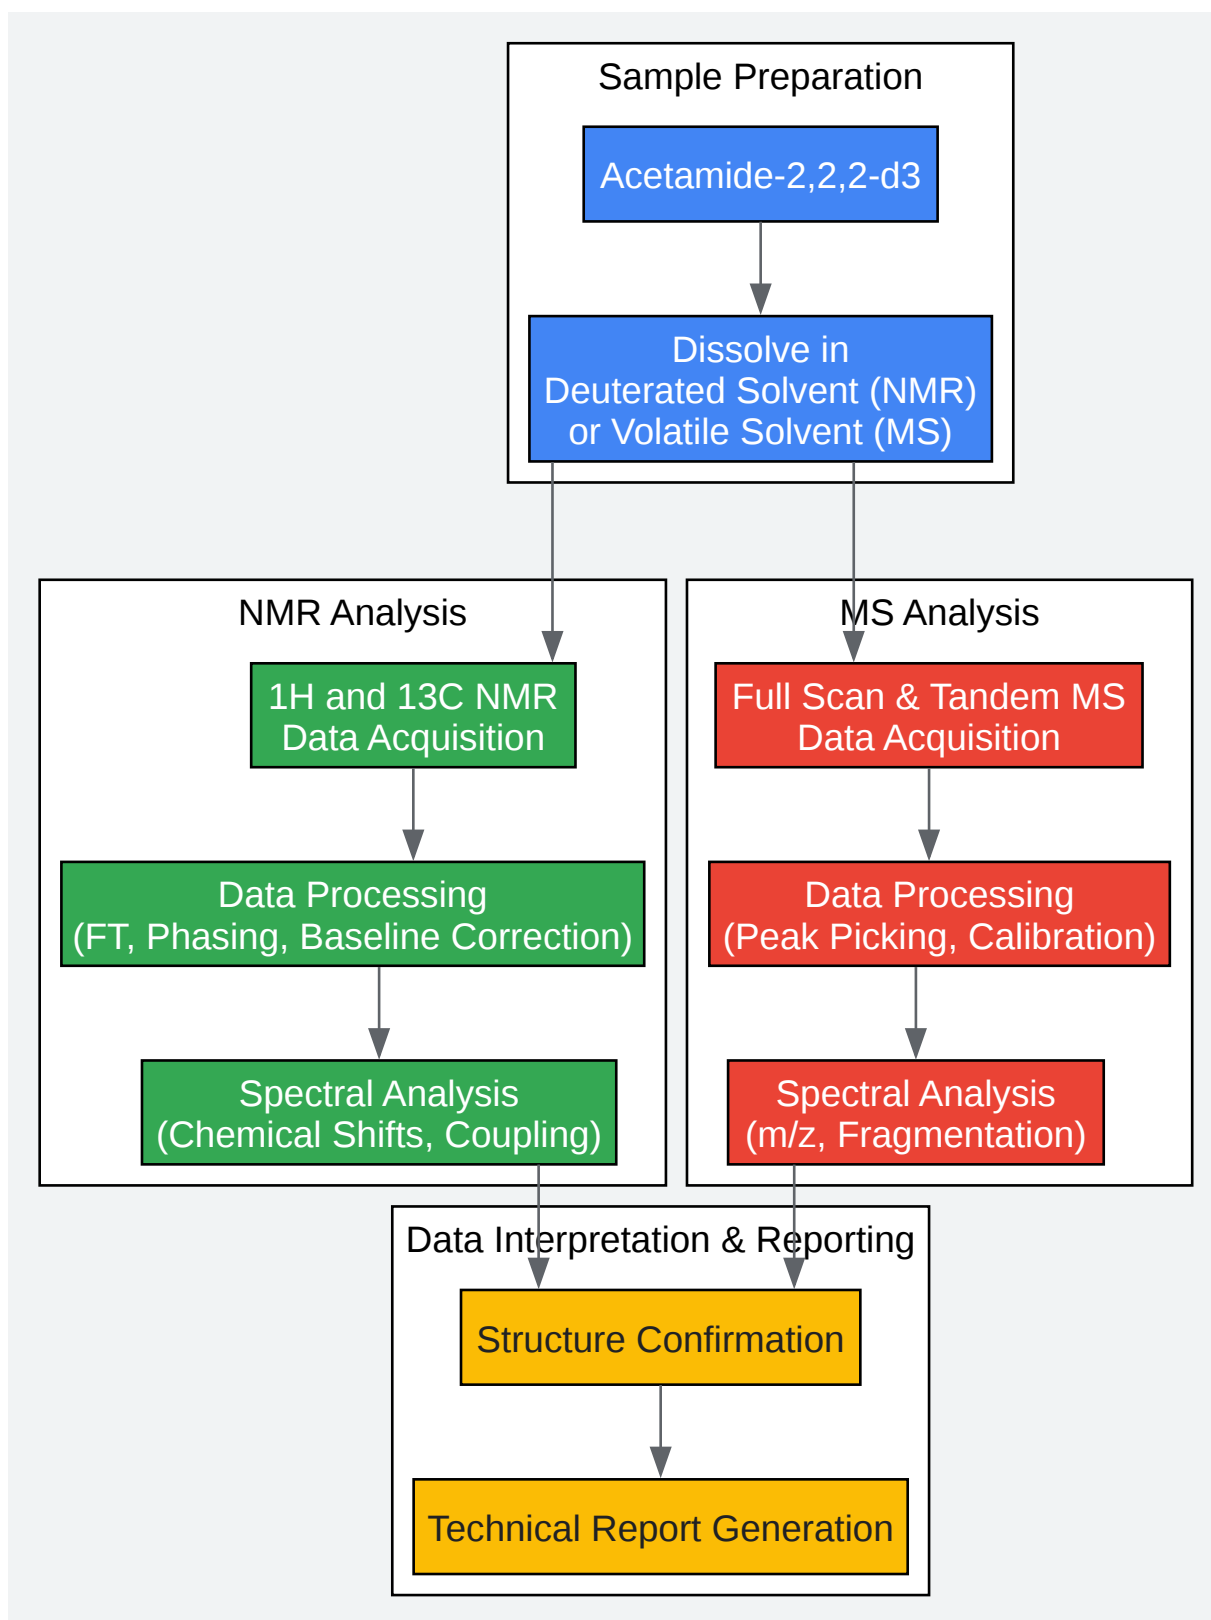 Sample Preparation
Acetamide-2,2,2-d3
Dissolve in
Deuterated Solvent (NMR)
or Volatile Solvent (MS)
NMR Analysis
1H and 13C NMR
Data Acquisition
Data Processing
(FT, Phasing, Baseline Correction)
Spectral Analysis
(Chemical Shifts, Coupling)
MS Analysis
Full Scan & Tandem MS
Data Acquisition
Data Processing
(Peak Picking, Calibration)
Spectral Analysis
(m/z, Fragmentation)
Data Interpretation & Reporting
Structure Confirmation
Technical Report Generation